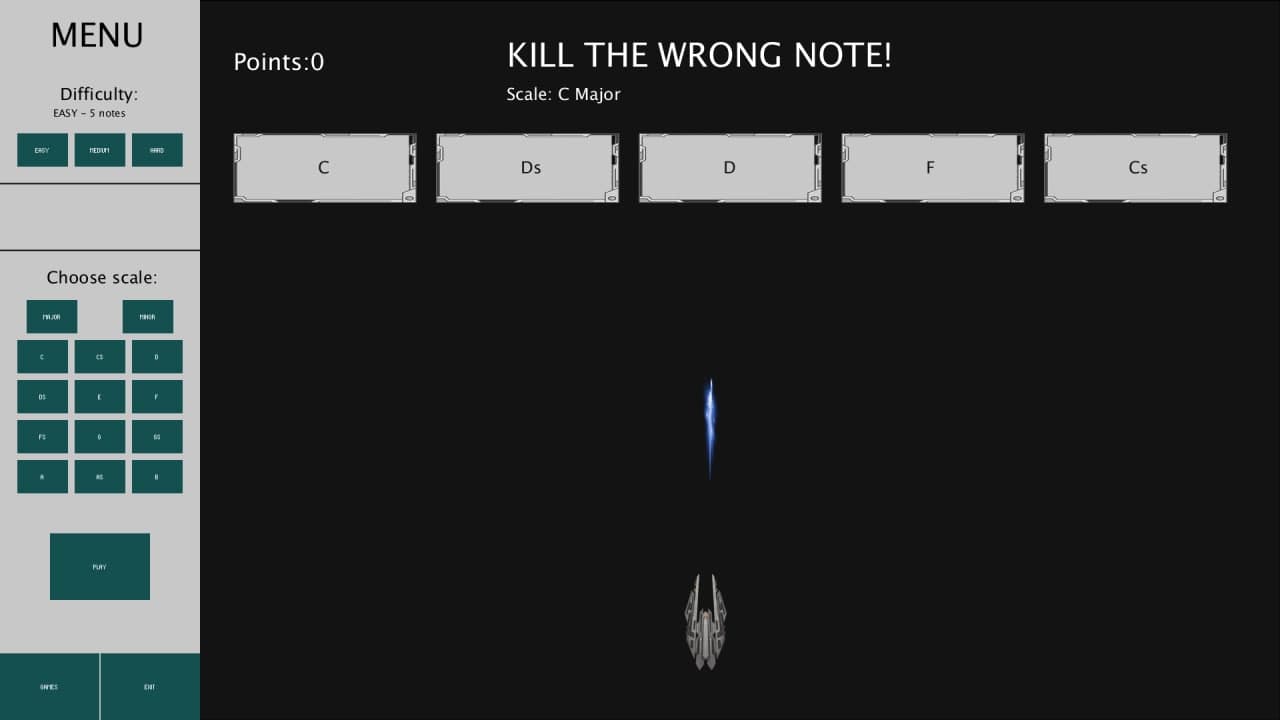 MENU
Difficulty:
EASY - 5 notes
EASY MEDIUM HARD
Choose scale:
MAJOR MINOR
C CS D
DS E F
FS G GS
A AS B
PLAY
GAMES EXIT
Points:0
KILL THE WRONG NOTE!
Scale: C Major
C Ds D F Cs